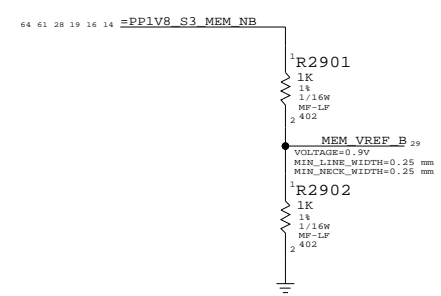 64 61 28 19 16 14 =PP1V8_S3_MEM_NB
1
R2901
1K
1%
1/16W
MF-LF
2 402
MEM_VREF_B 29
VOLTAGE=0.9V
MIN_LINE_WIDTH=0.25 mm
MIN_NECK_WIDTH=0.25 mm
1
R2902
1K
1%
1/16W
MF-LF
2 402